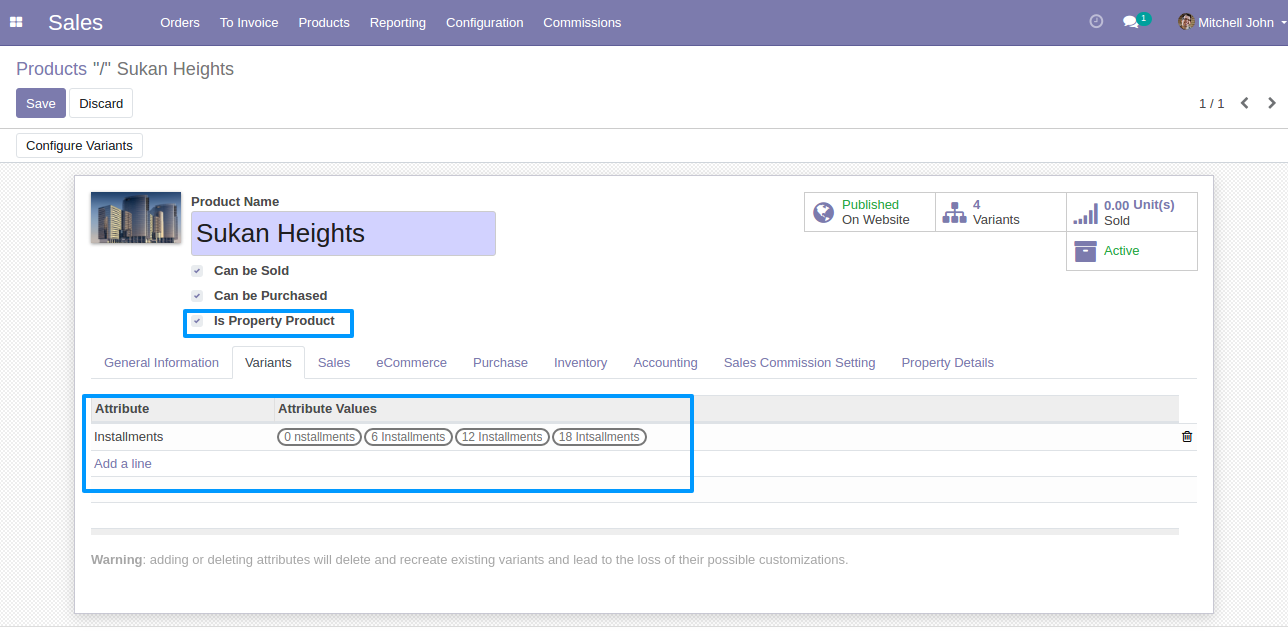 Sales Orders To Invoice Products Reporting Configuration Commissions 1 Mitchell John
Products "/" Sukan Heights
Save Discard 1 / 1
Configure Variants
Product Name
Sukan Heights
Published
On Website
4
Variants
0.00 Unit(s)
Sold
Active
Can be Sold
Can be Purchased
Is Property Product
General Information Variants Sales eCommerce Purchase Inventory Accounting Sales Commission Setting Property Details
Attribute Attribute Values
Installments 0 nstallments 6 Installments 12 Installments 18 Intsallments
Add a line
Warning: adding or deleting attributes will delete and recreate existing variants and lead to the loss of their possible customizations.